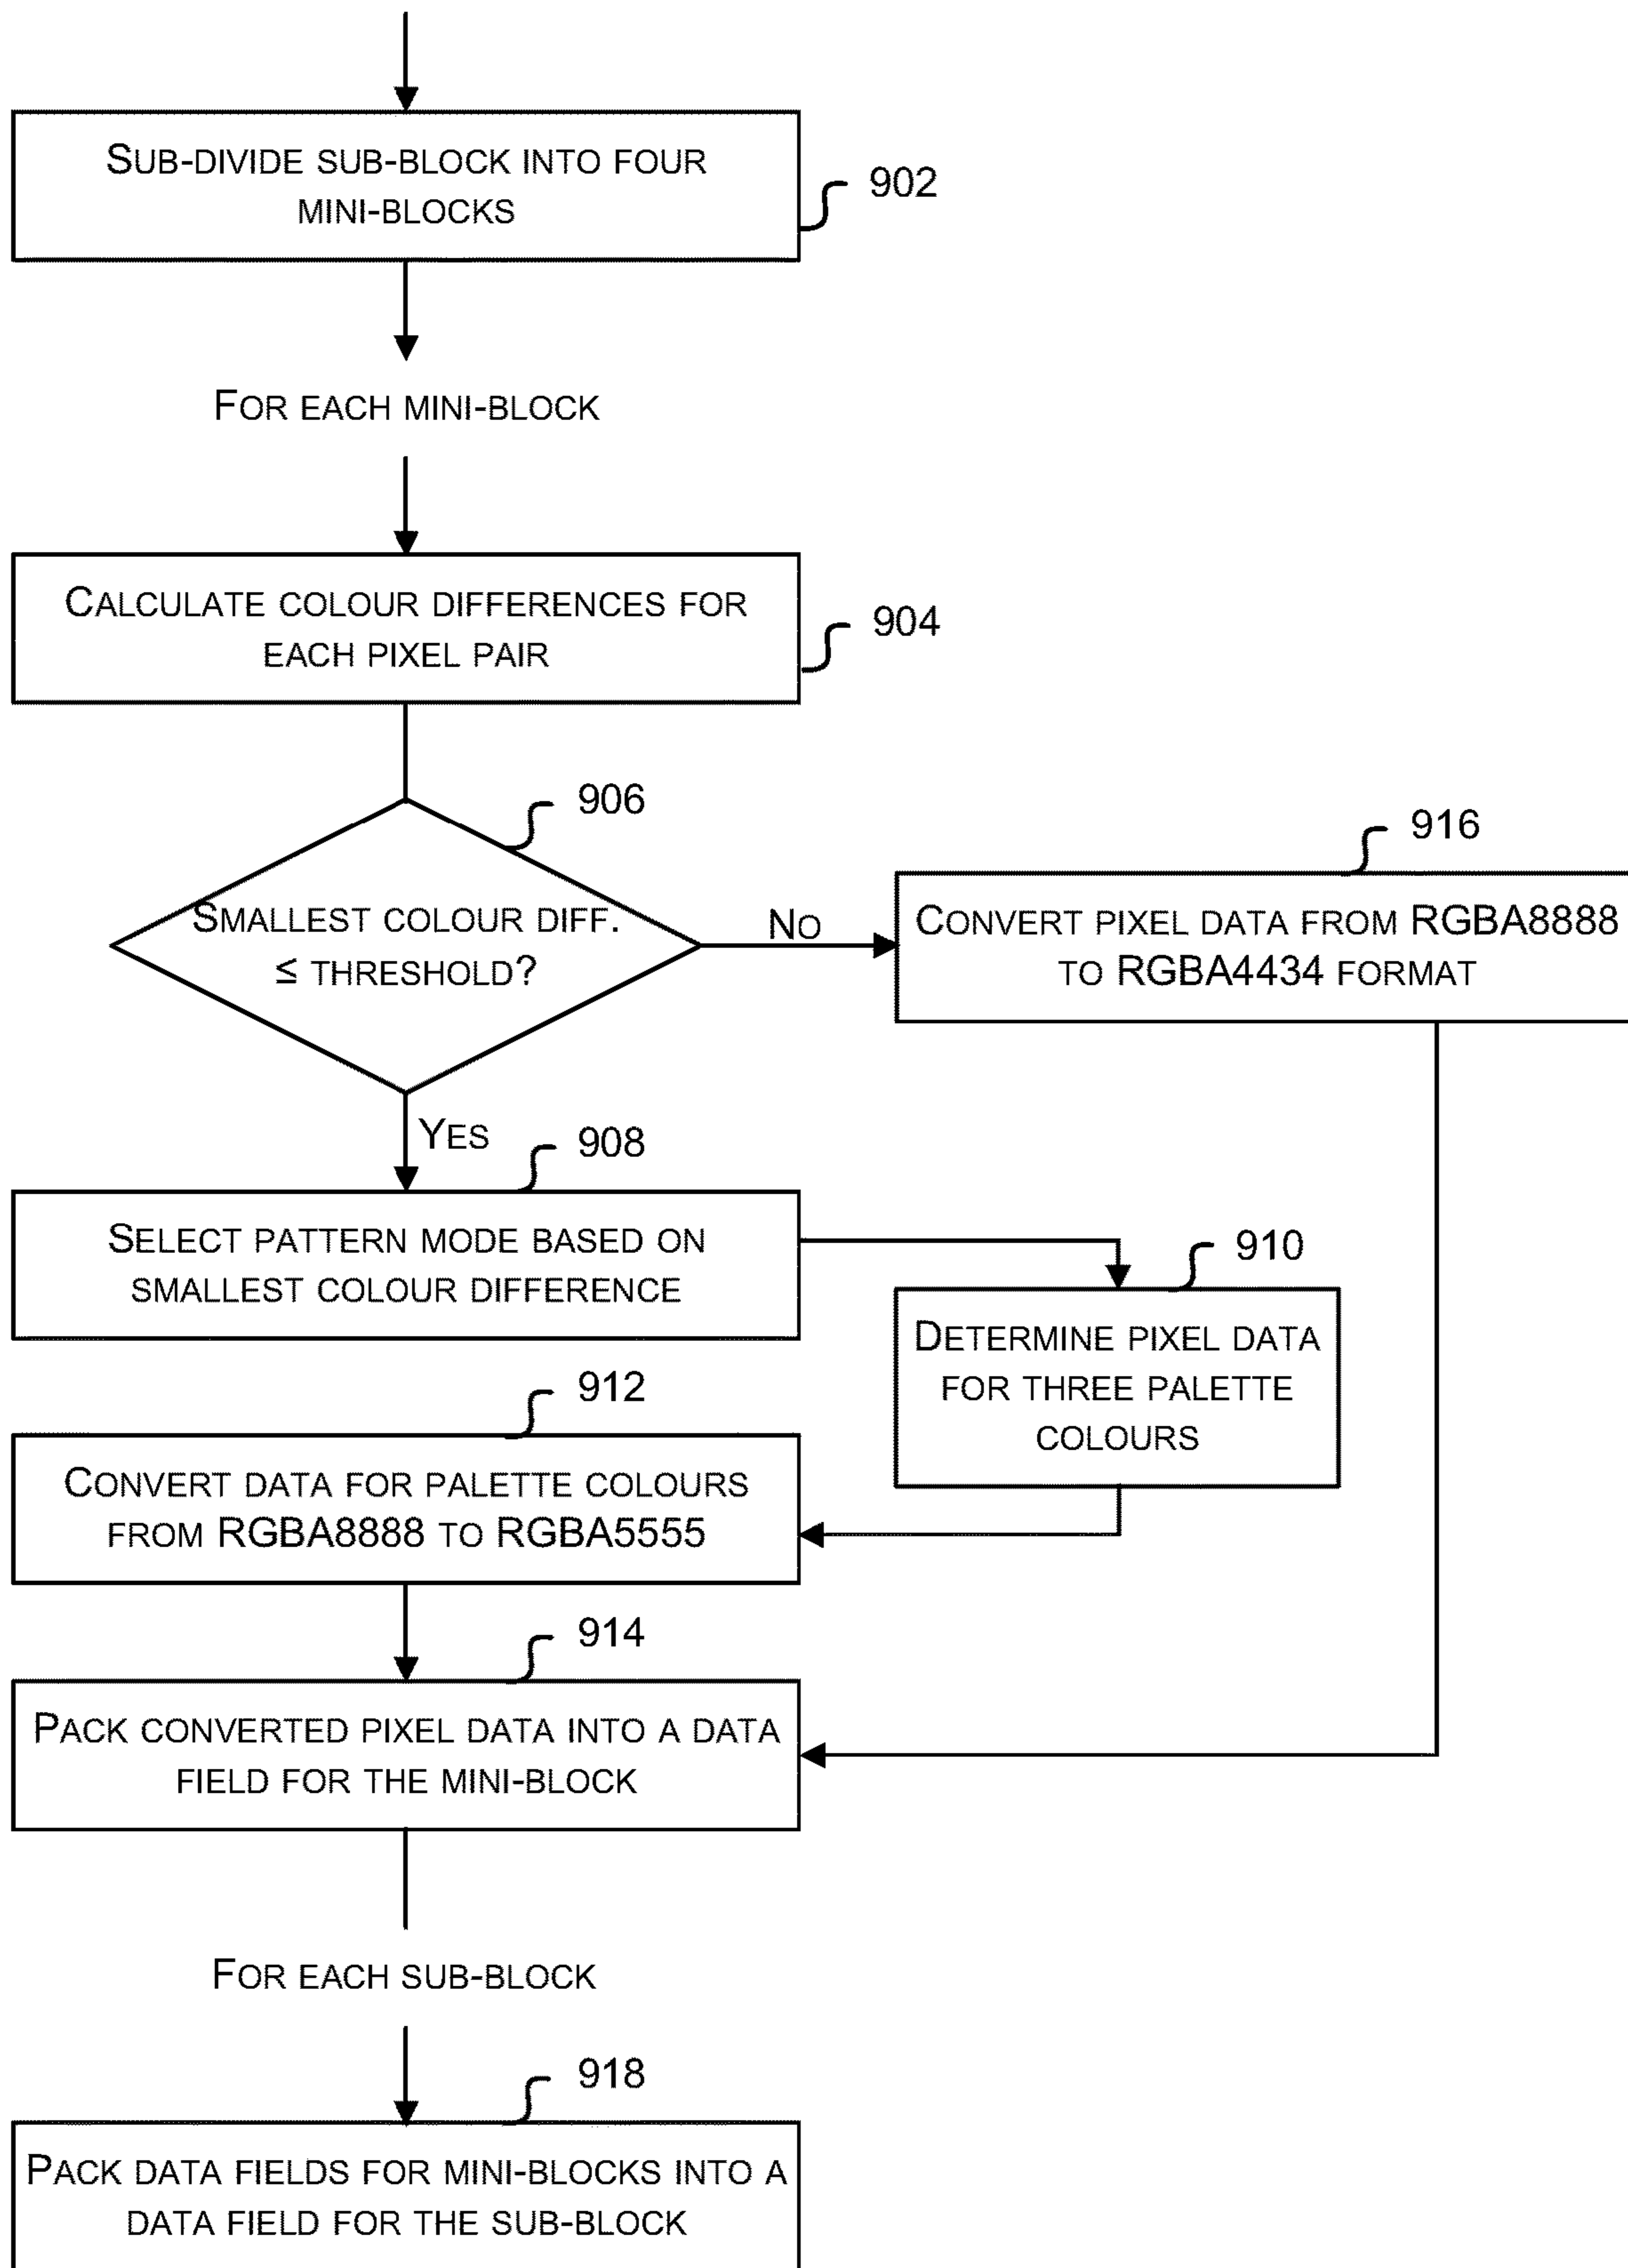 SUB-DIVIDE SUB-BLOCK INTO FOUR
MINI-BLOCKS
902
FOR EACH MINI-BLOCK
CALCULATE COLOUR DIFFERENCES FOR
EACH PIXEL PAIR
904
906
SMALLEST COLOUR DIFF.
≤ THRESHOLD?
NO
916
CONVERT PIXEL DATA FROM RGBA8888
TO RGBA4434 FORMAT
YES
908
SELECT PATTERN MODE BASED ON
SMALLEST COLOUR DIFFERENCE
910
DETERMINE PIXEL DATA
FOR THREE PALETTE
COLOURS
912
CONVERT DATA FOR PALETTE COLOURS
FROM RGBA8888 TO RGBA5555
914
PACK CONVERTED PIXEL DATA INTO A DATA
FIELD FOR THE MINI-BLOCK
FOR EACH SUB-BLOCK
918
PACK DATA FIELDS FOR MINI-BLOCKS INTO A
DATA FIELD FOR THE SUB-BLOCK